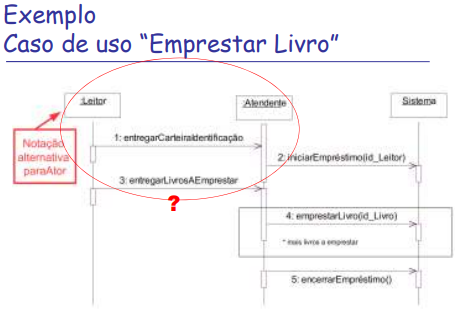 Exemplo
Caso de uso “Emprestar Livro”
:Leitor
:Atendente
Sistema
Notação
alternativa
paraAtor
1: entregarCarteiraIdentificação
2: iniciarEmpréstimo(id_Leitor)
3: entregarLivrosAEmprestar
?
4: emprestarLivro(id_Livro)
* mais livros a emprestar
5: encerrarEmpréstimo()